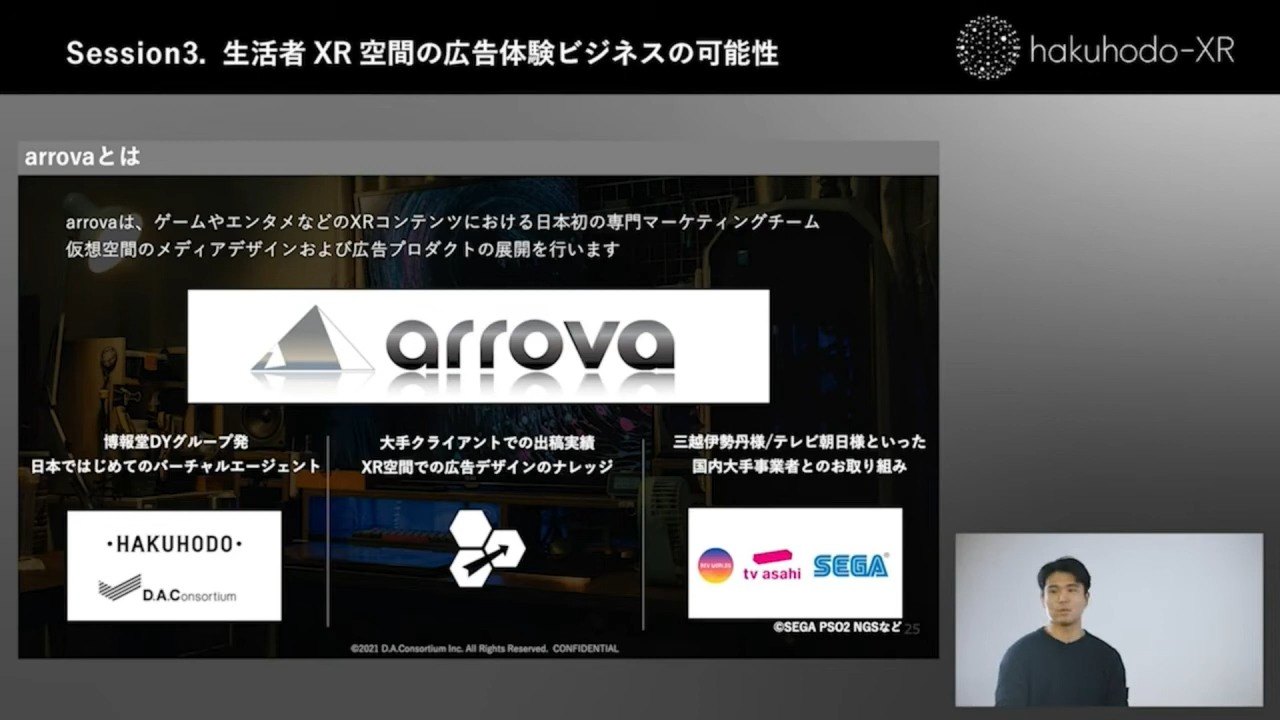 Session3. 生活者 XR 空間の広告体験ビジネスの可能性
hakuhodo-XR
arrovaとは
arrovaは、ゲームやエンタメなどのXRコンテンツにおける日本初の専門マーケティングチーム
仮想空間のメディアデザインおよび広告プロダクトの展開を行います
arrova
博報堂DYグループ発
日本ではじめてのバーチャルエージェント
大手クライアントでの出稿実績
XR空間での広告デザインのナレッジ
三越伊勢丹様/テレビ朝日様といった
国内大手事業者とのお取り組み
・HAKUHODO・
D.A.Consortium
REV WORLDS
tv asahi
SEGA®
©SEGA PSO2 NGSなど
25
©2021 D.A.Consortium Inc. All Rights Reserved. CONFIDENTIAL